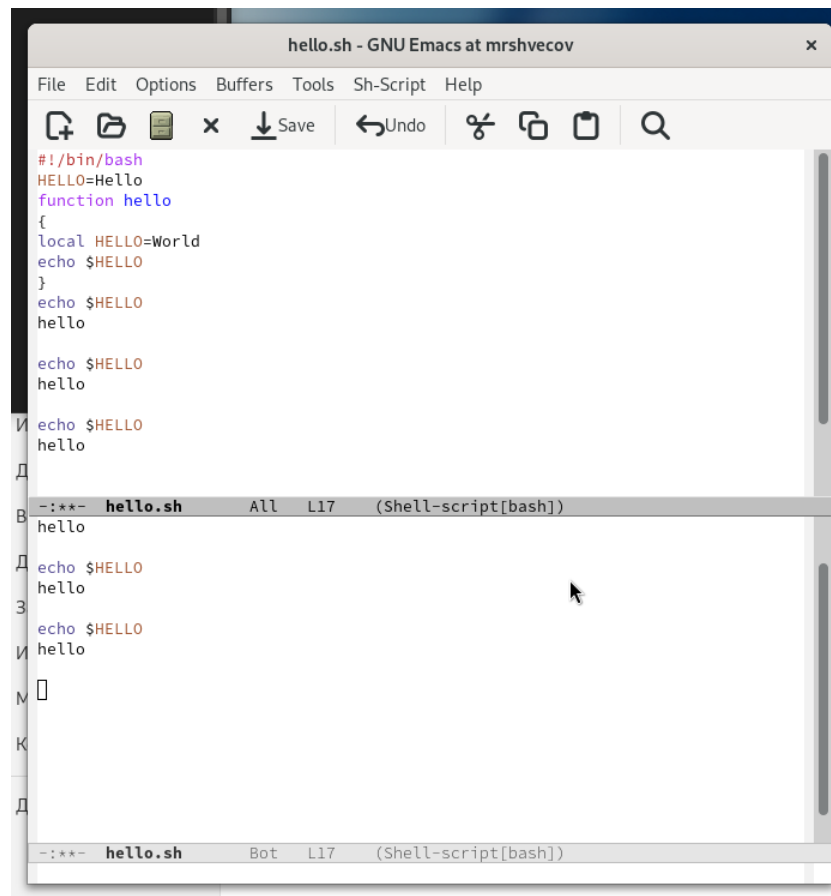 hello.sh - GNU Emacs at mrshvecov
File Edit Options Buffers Tools Sh-Script Help
Save Undo
#!/bin/bash
HELLO=Hello
function hello
{
local HELLO=World
echo $HELLO
}
echo $HELLO
hello
echo $HELLO
hello
echo $HELLO
hello
-:**- hello.sh All L17 (Shell-script[bash])
hello
echo $HELLO
hello
echo $HELLO
hello
-:**- hello.sh Bot L17 (Shell-script[bash])